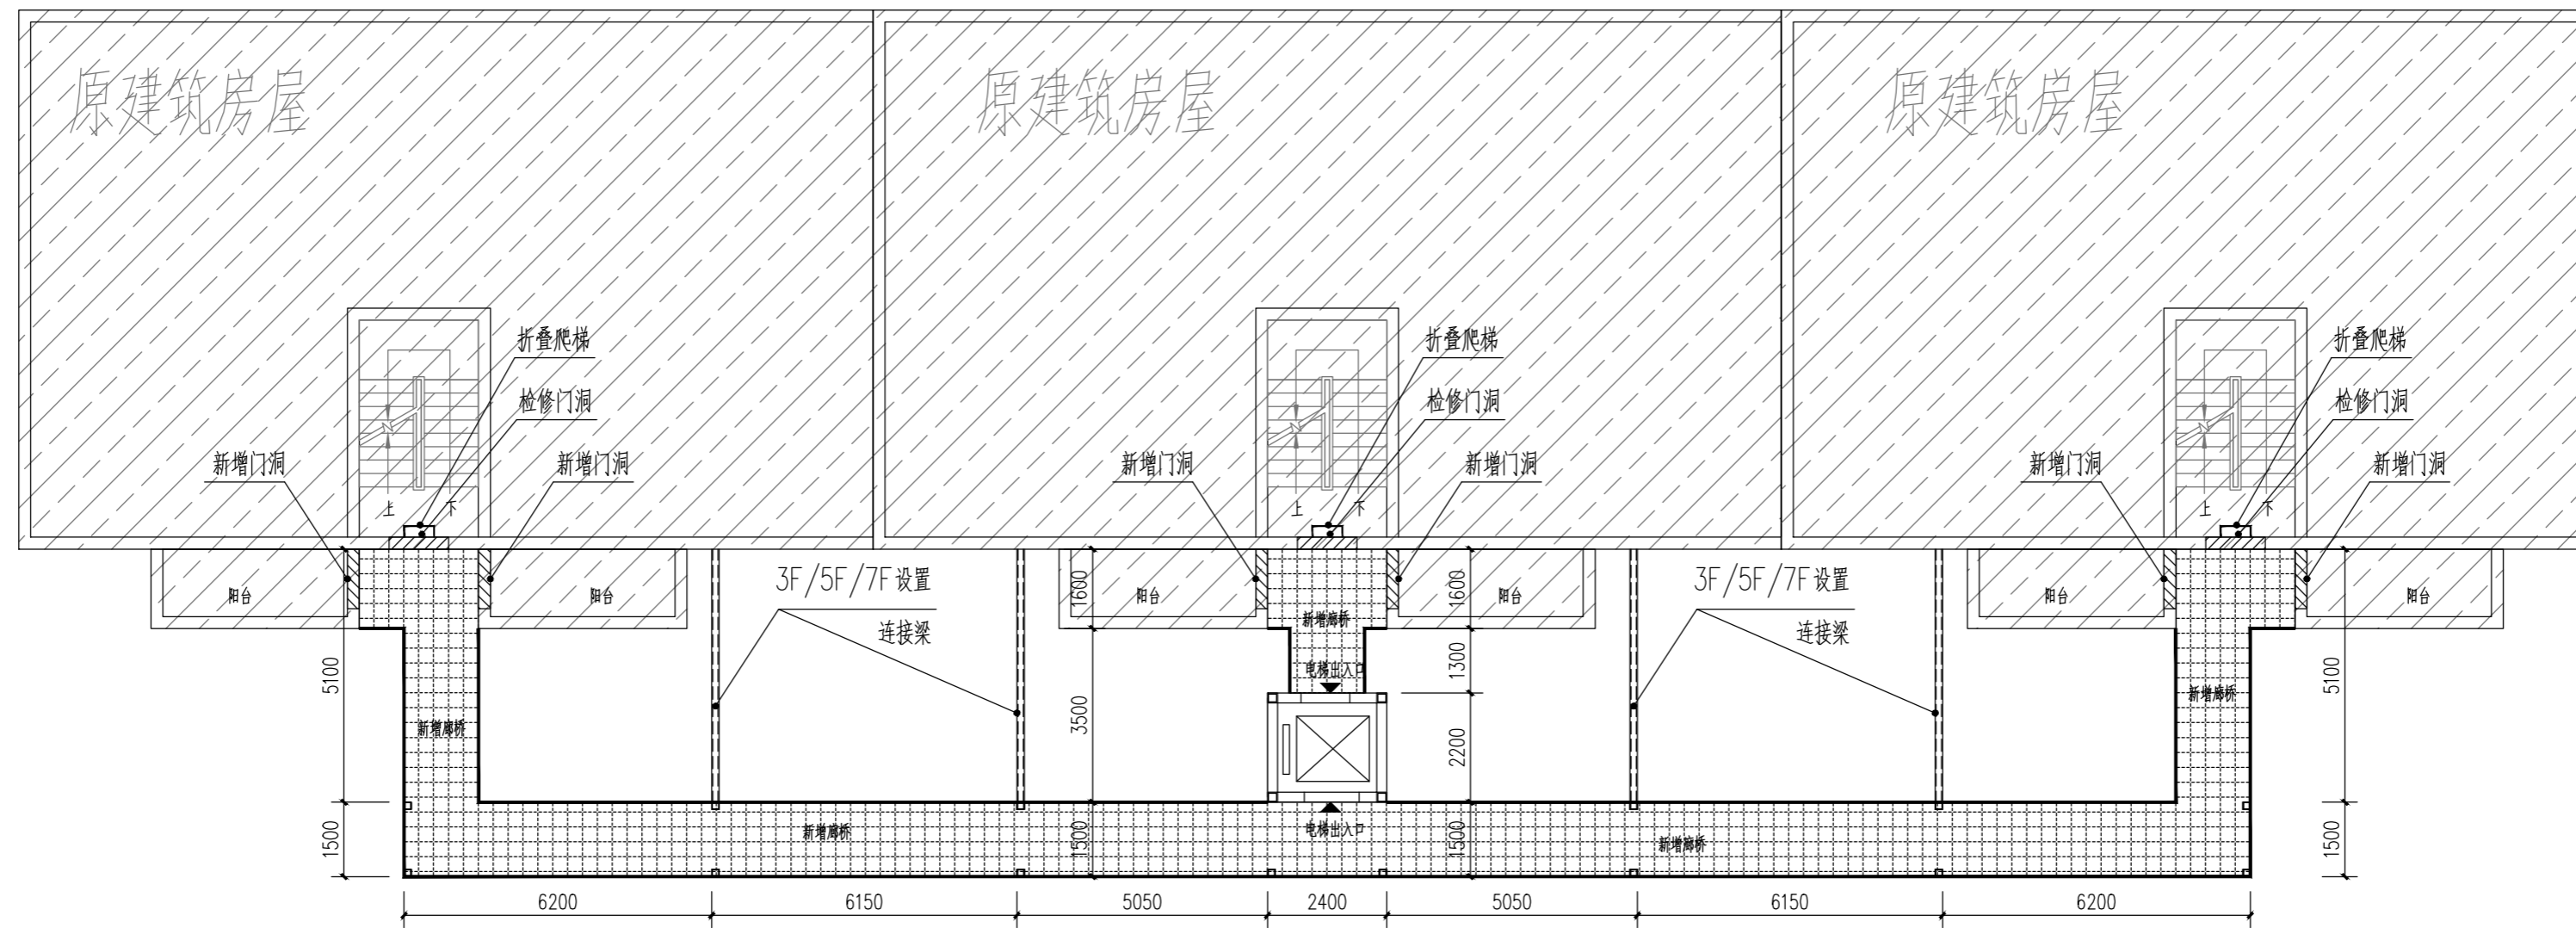 原建筑房屋
原建筑房屋
原建筑房屋
折叠爬梯
折叠爬梯
折叠爬梯
检修门洞
检修门洞
检修门洞
新增门洞
新增门洞
新增门洞
新增门洞
新增门洞
新增门洞
上
下
上
下
上
下
3F/5F/7F设置
连接梁
3F/5F/7F设置
连接梁
阳台
阳台
阳台
阳台
阳台
阳台
1600
1600
新增廊桥
电梯出入口
1300
5100
5100
3500
2200
新增廊桥
新增廊桥
1500
新增廊桥
1500
电梯出入口
1500
新增廊桥
1500
6200
6150
5050
2400
5050
6150
6200